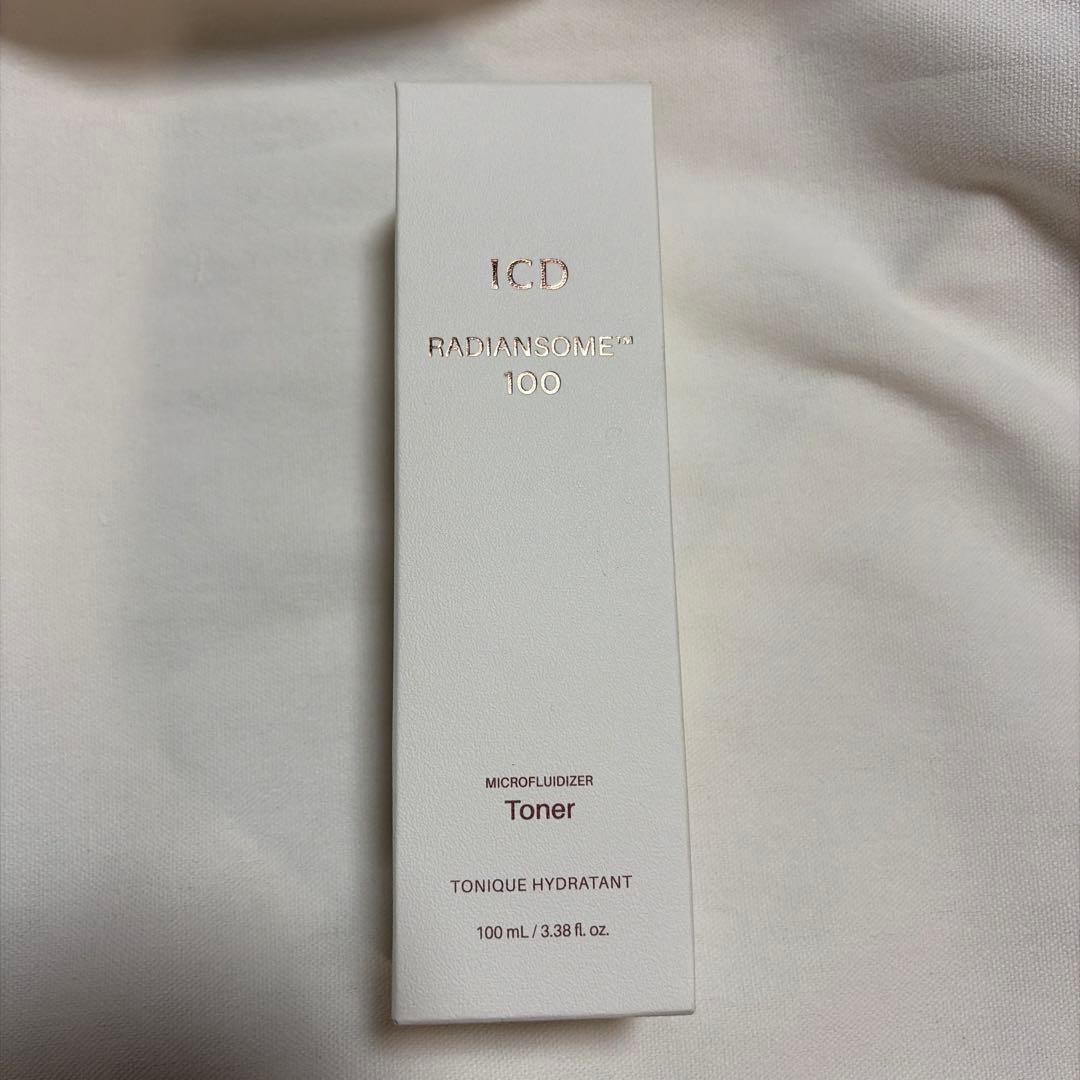 ICD
RADIANSOME™
100
MICROFLUIDIZER
Toner
TONIQUE HYDRATANT
100 mL / 3.38 fl. oz.